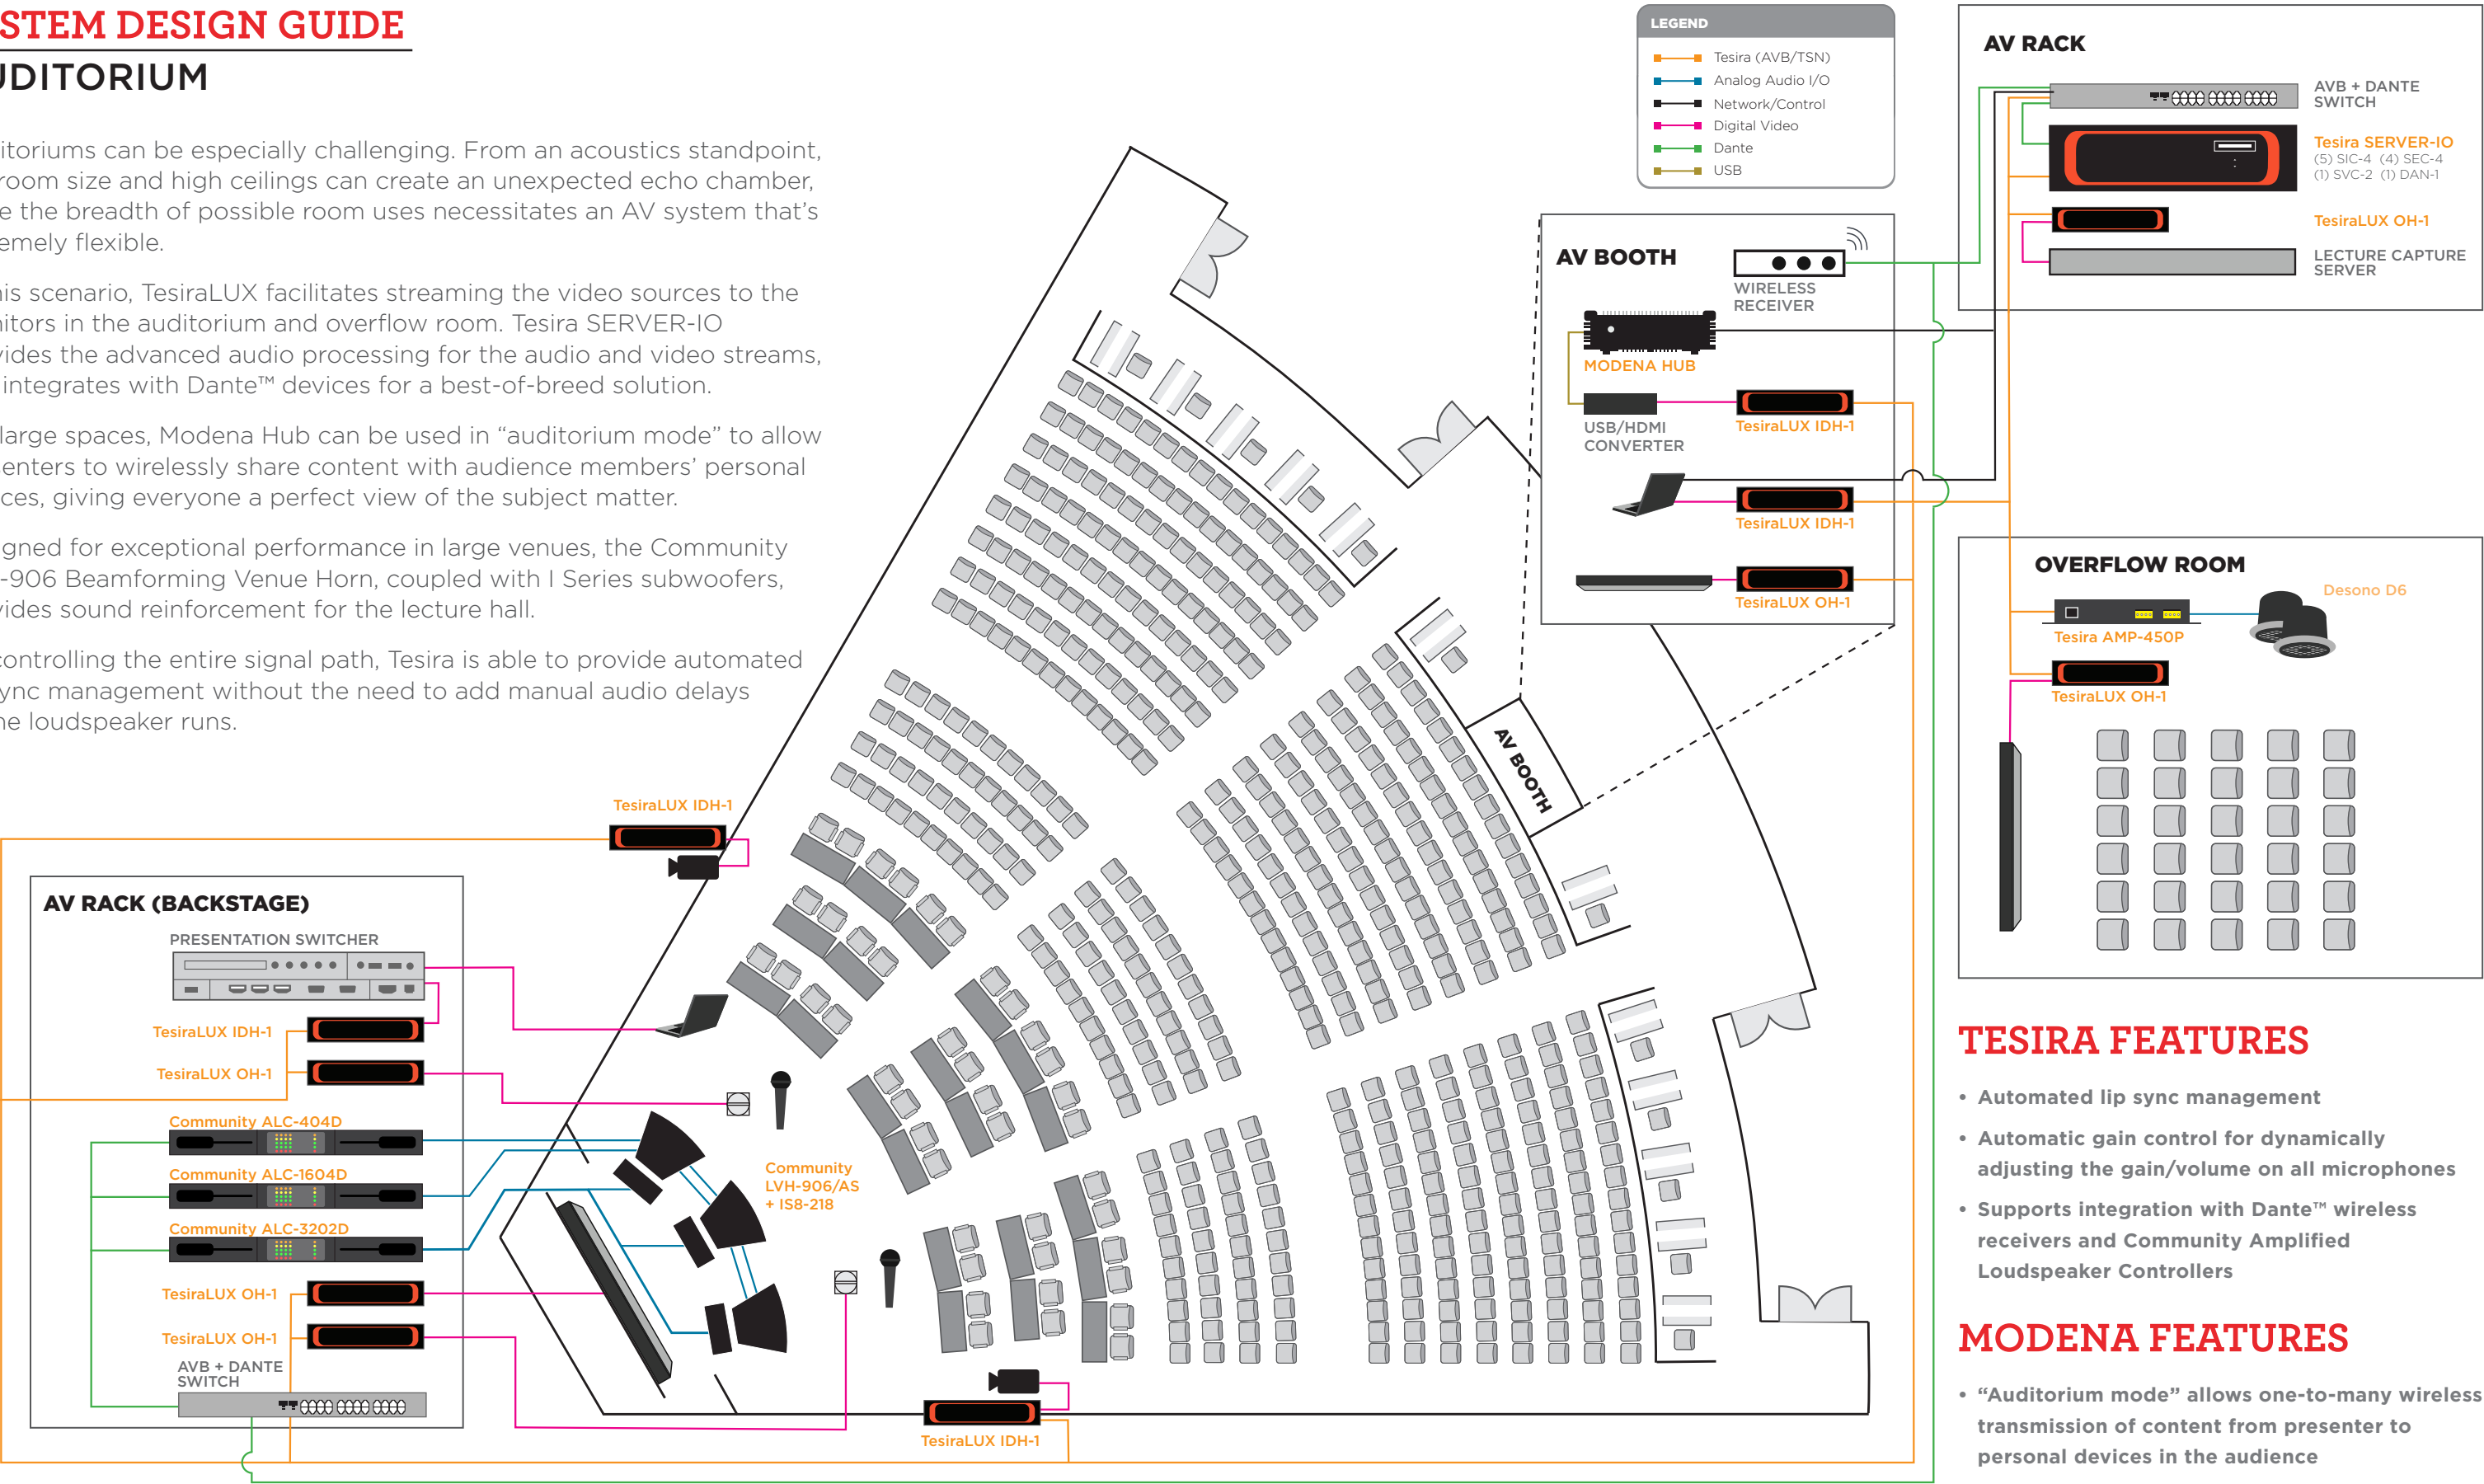 STEM DESIGN GUIDE
UDITORIUM
itoriums can be especially challenging. From an acoustics standpoint,
room size and high ceilings can create an unexpected echo chamber,
e the breadth of possible room uses necessitates an AV system that's
emely flexible.
his scenario, TesiraLUX facilitates streaming the video sources to the
nitors in the auditorium and overflow room. Tesira SERVER-IO
vides the advanced audio processing for the audio and video streams,
integrates with Dante™ devices for a best-of-breed solution.
large spaces, Modena Hub can be used in “auditorium mode” to allow
senters to wirelessly share content with audience members’ personal
ices, giving everyone a perfect view of the subject matter.
igned for exceptional performance in large venues, the Community
-906 Beamforming Venue Horn, coupled with I Series subwoofers,
vides sound reinforcement for the lecture hall.
controlling the entire signal path, Tesira is able to provide automated
ync management without the need to add manual audio delays
he loudspeaker runs.
LEGEND
Tesira (AVB/TSN)
Analog Audio I/O
Network/Control
Digital Video
Dante
USB
AV RACK
AVB + DANTE
SWITCH
Tesira SERVER-IO
(5) SIC-4 (4) SEC-4
(1) SVC-2 (1) DAN-1
TesiraLUX OH-1
LECTURE CAPTURE
SERVER
AV BOOTH
WIRELESS
RECEIVER
MODENA HUB
USB/HDMI
CONVERTER
TesiraLUX IDH-1
TesiraLUX IDH-1
TesiraLUX OH-1
OVERFLOW ROOM
Desono D6
Tesira AMP-450P
TesiraLUX OH-1
AV BOOTH
TesiraLUX IDH-1
AV RACK (BACKSTAGE)
PRESENTATION SWITCHER
TesiraLUX IDH-1
TesiraLUX OH-1
Community ALC-404D
Community ALC-1604D
Community ALC-3202D
TesiraLUX OH-1
TesiraLUX OH-1
AVB + DANTE
SWITCH
Community
LVH-906/AS
+ IS8-218
TesiraLUX IDH-1
TESIRA FEATURES
• Automated lip sync management
• Automatic gain control for dynamically
adjusting the gain/volume on all microphones
• Supports integration with Dante™ wireless
receivers and Community Amplified
Loudspeaker Controllers
MODENA FEATURES
• “Auditorium mode” allows one-to-many wireless
transmission of content from presenter to
personal devices in the audience